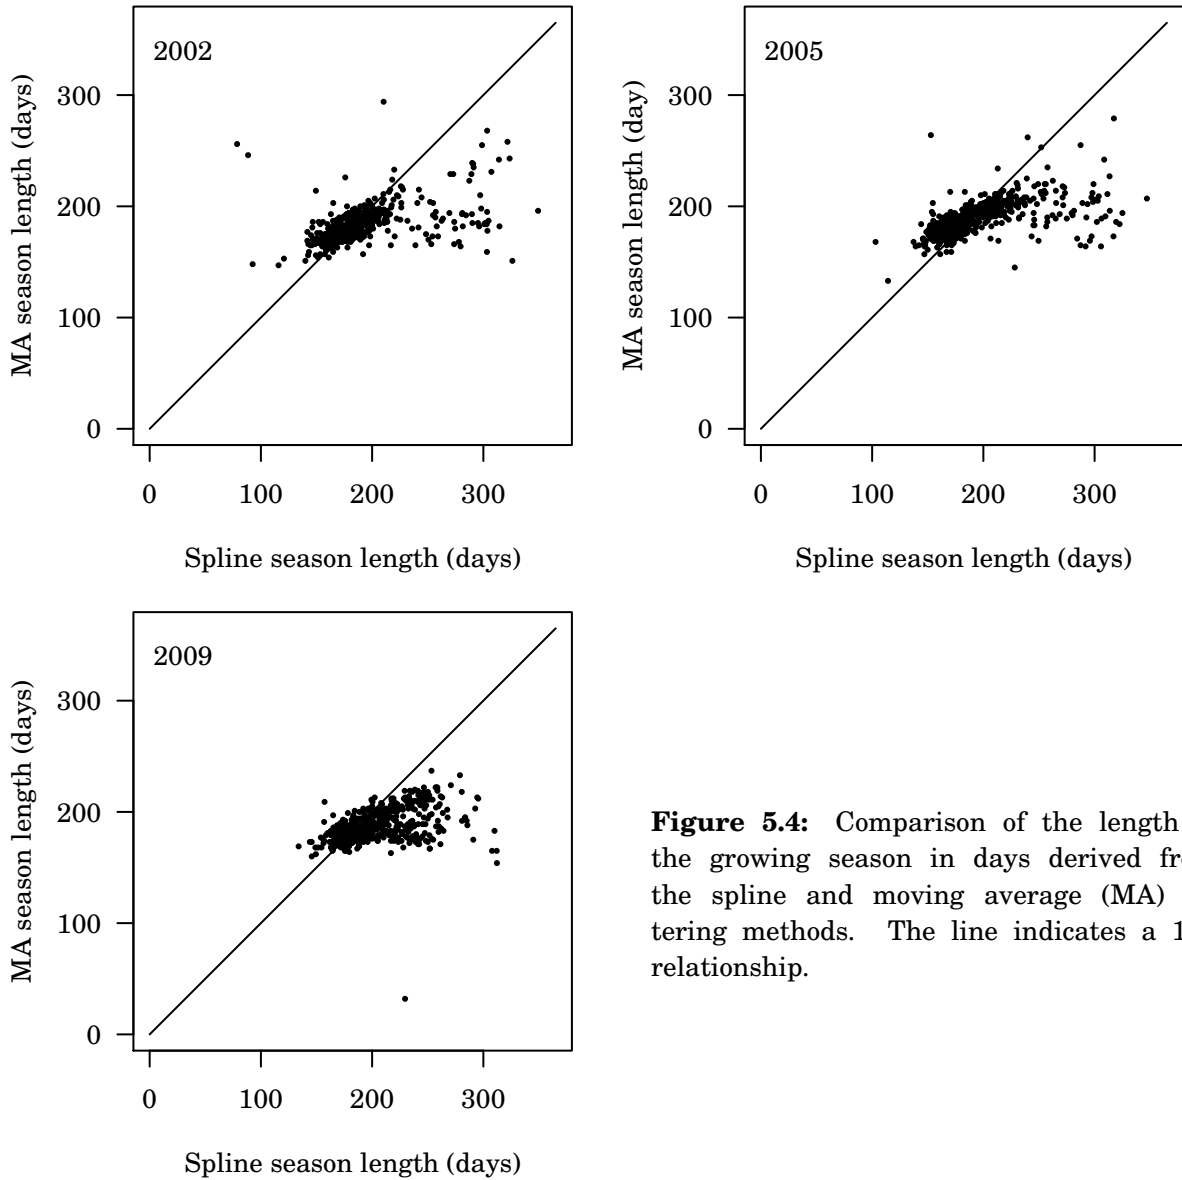 2002
MA season length (days)
300
200
100
0
0 100 200 300
Spline season length (days)
2005
MA season length (day)
300
200
100
0
0 100 200 300
Spline season length (days)
2009
MA season length (days)
300
200
100
0
0 100 200 300
Spline season length (days)
Figure 5.4: Comparison of the length
the growing season in days derived
the spline and moving average (MA)
tering methods. The line indicates a
relationship.